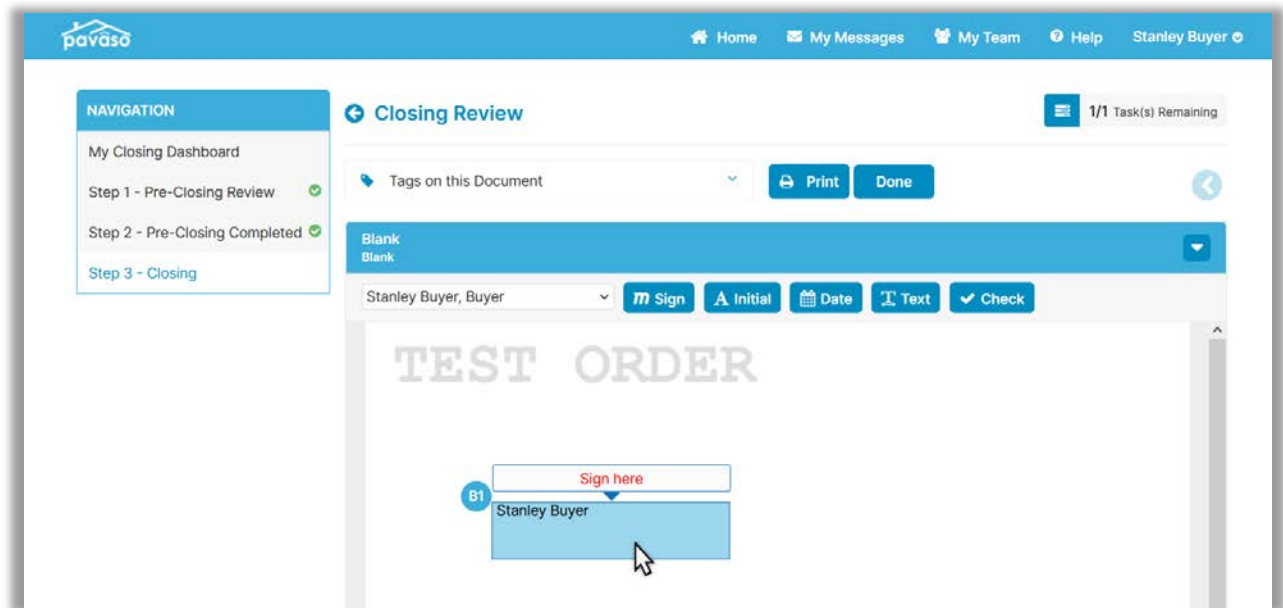 pavaso
Home My Messages My Team Help Stanley Buyer
NAVIGATION
My Closing Dashboard
Step 1 - Pre-Closing Review
Step 2 - Pre-Closing Completed
Step 3 - Closing
Closing Review
1/1 Task(s) Remaining
Tags on this Document
Print Done
Blank
Blank
Stanley Buyer, Buyer Sign A Initial Date T Text Check
TEST ORDER
Sign here
B1
Stanley Buyer